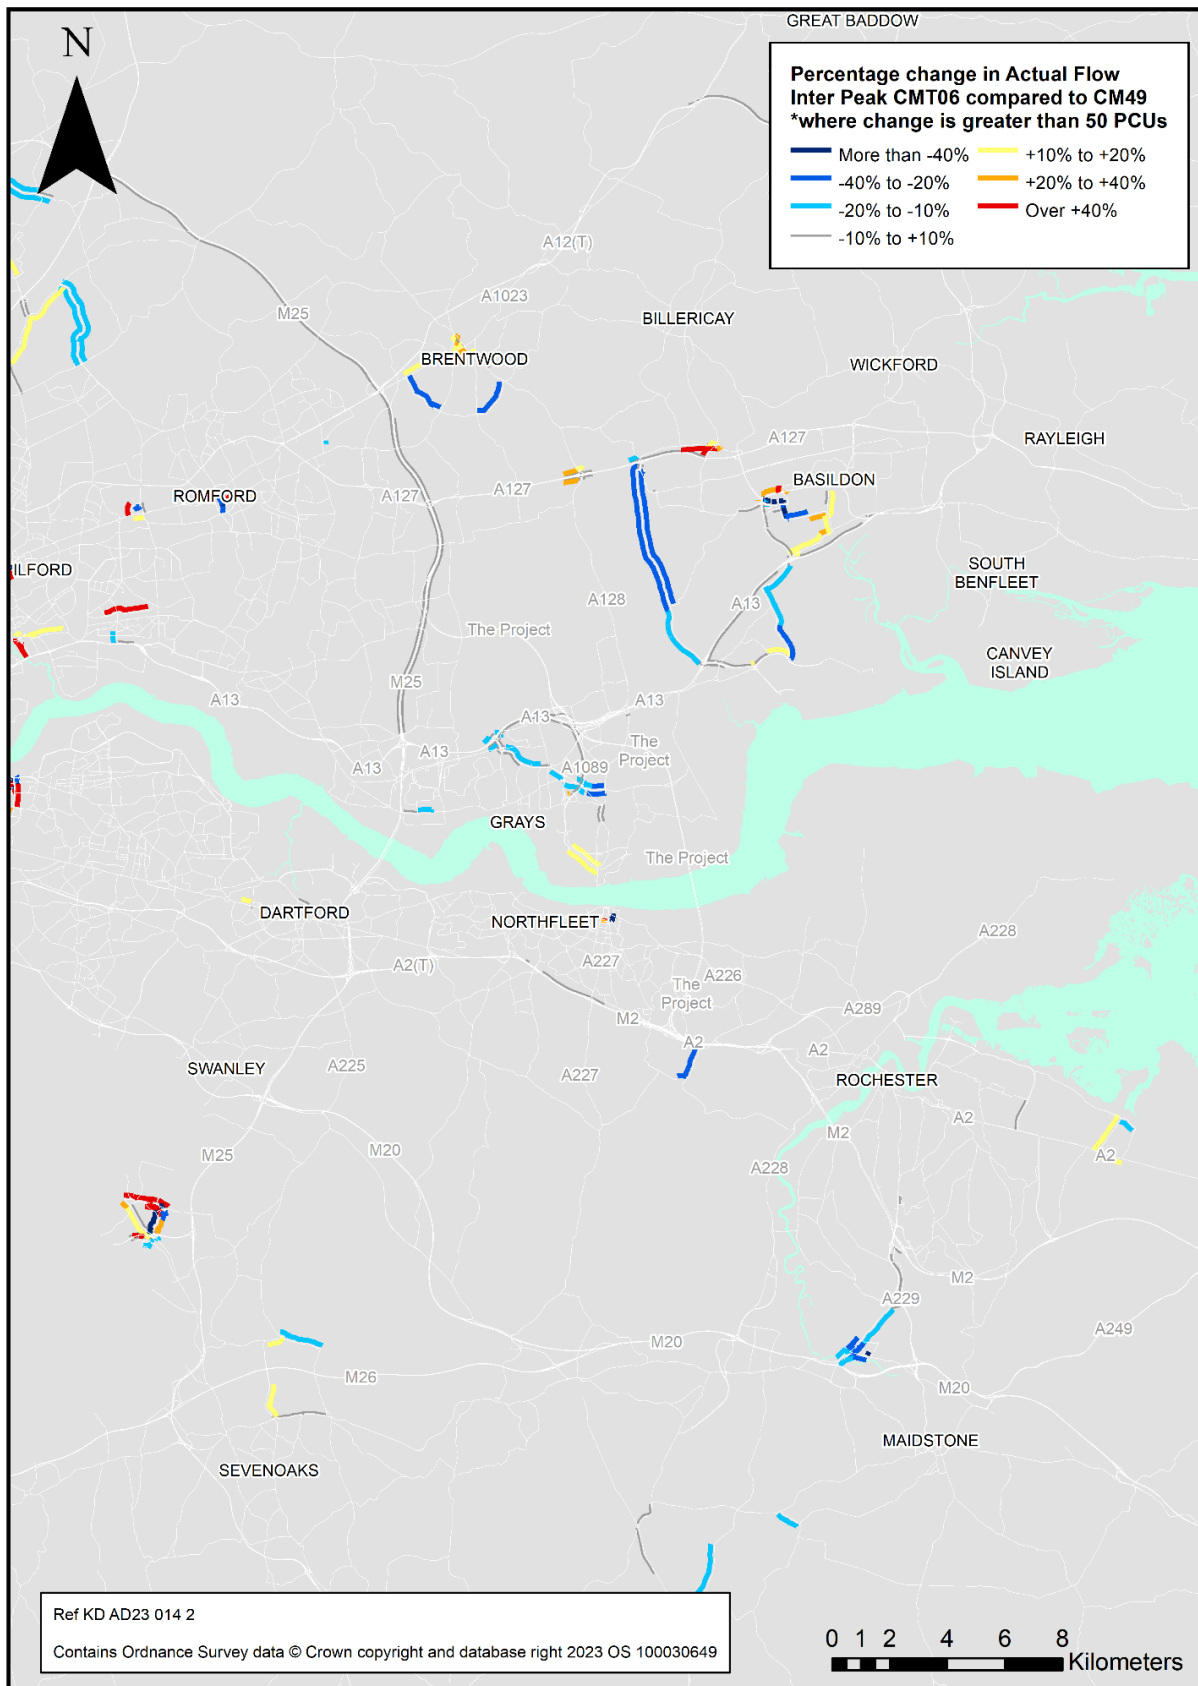 GREAT BADDOW
N
Percentage change in Actual Flow
Inter Peak CMT06 compared to CM49
*where change is greater than 50 PCUs
More than -40%
+10% to +20%
-40% to -20%
+20% to +40%
-20% to -10%
Over +40%
-10% to +10%
A12(T)
A1023
M25
BILLERICAY
BRENTWOOD
WICKFORD
A127
RAYLEIGH
BASILDON
A127
A127
ROMFORD
ILFORD
SOUTH
BENFLEET
A128
A13
The Project
CANVEY
ISLAND
M25
A13
A13
A13
A13
The
Project
A13
A1089
GRAYS
The Project
DARTFORD
NORTHFLEET
A228
A2(T)
A227
A226
The
Project
M2
A289
A2
A2
SWANLEY
A225
A227
ROCHESTER
A2
M2
M25
M20
A228
A2
M2
A229
A249
M20
M26
M20
MAIDSTONE
SEVENOAKS
Ref KD AD23 014 2
Contains Ordnance Survey data © Crown copyright and database right 2023 OS 100030649
0 1 2 4 6 8
Kilometers